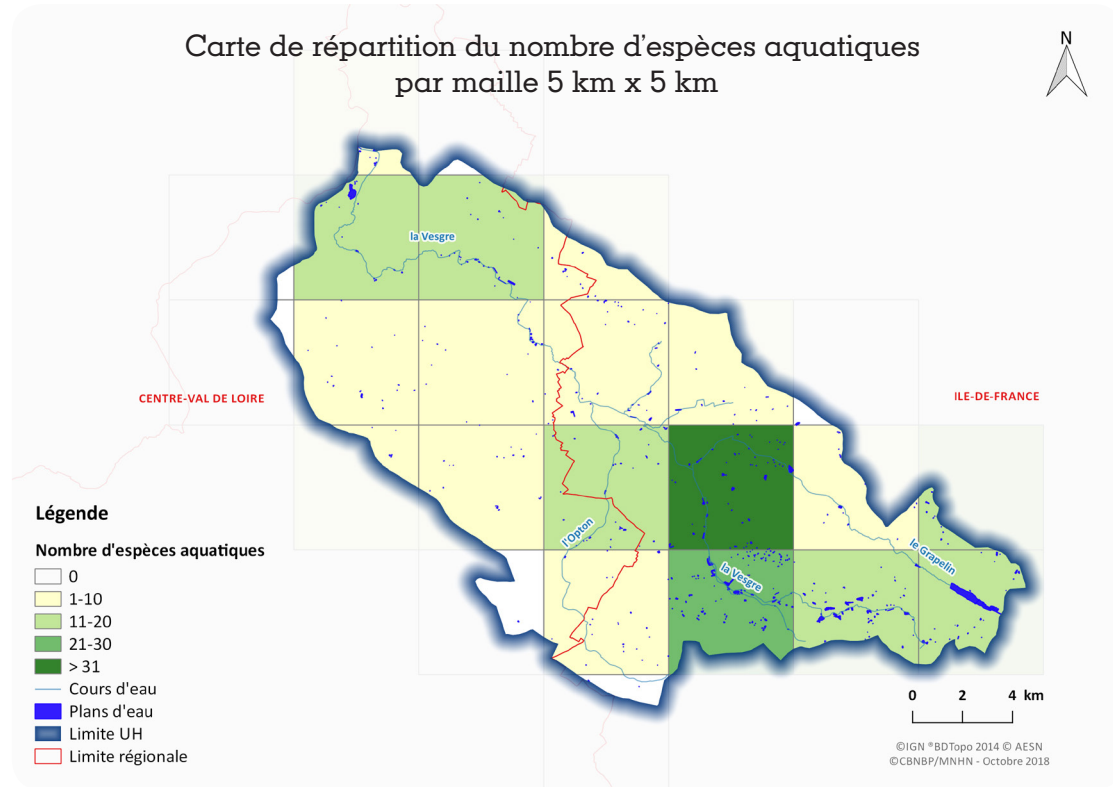 Carte de répartition du nombre d'espèces aquatiques
par maille 5 km x 5 km
N
la Vesgre
CENTRE-VAL DE LOIRE
ILE-DE-FRANCE
l'Opton
la Vesgre
le Grapelin
Légende
Nombre d'espèces aquatiques
0
1-10
11-20
21-30
> 31
Cours d'eau
Plans d'eau
Limite UH
Limite régionale
0 2 4 km
©IGN ®BDTopo 2014 © AESN
©CBNBP/MNHN - Octobre 2018